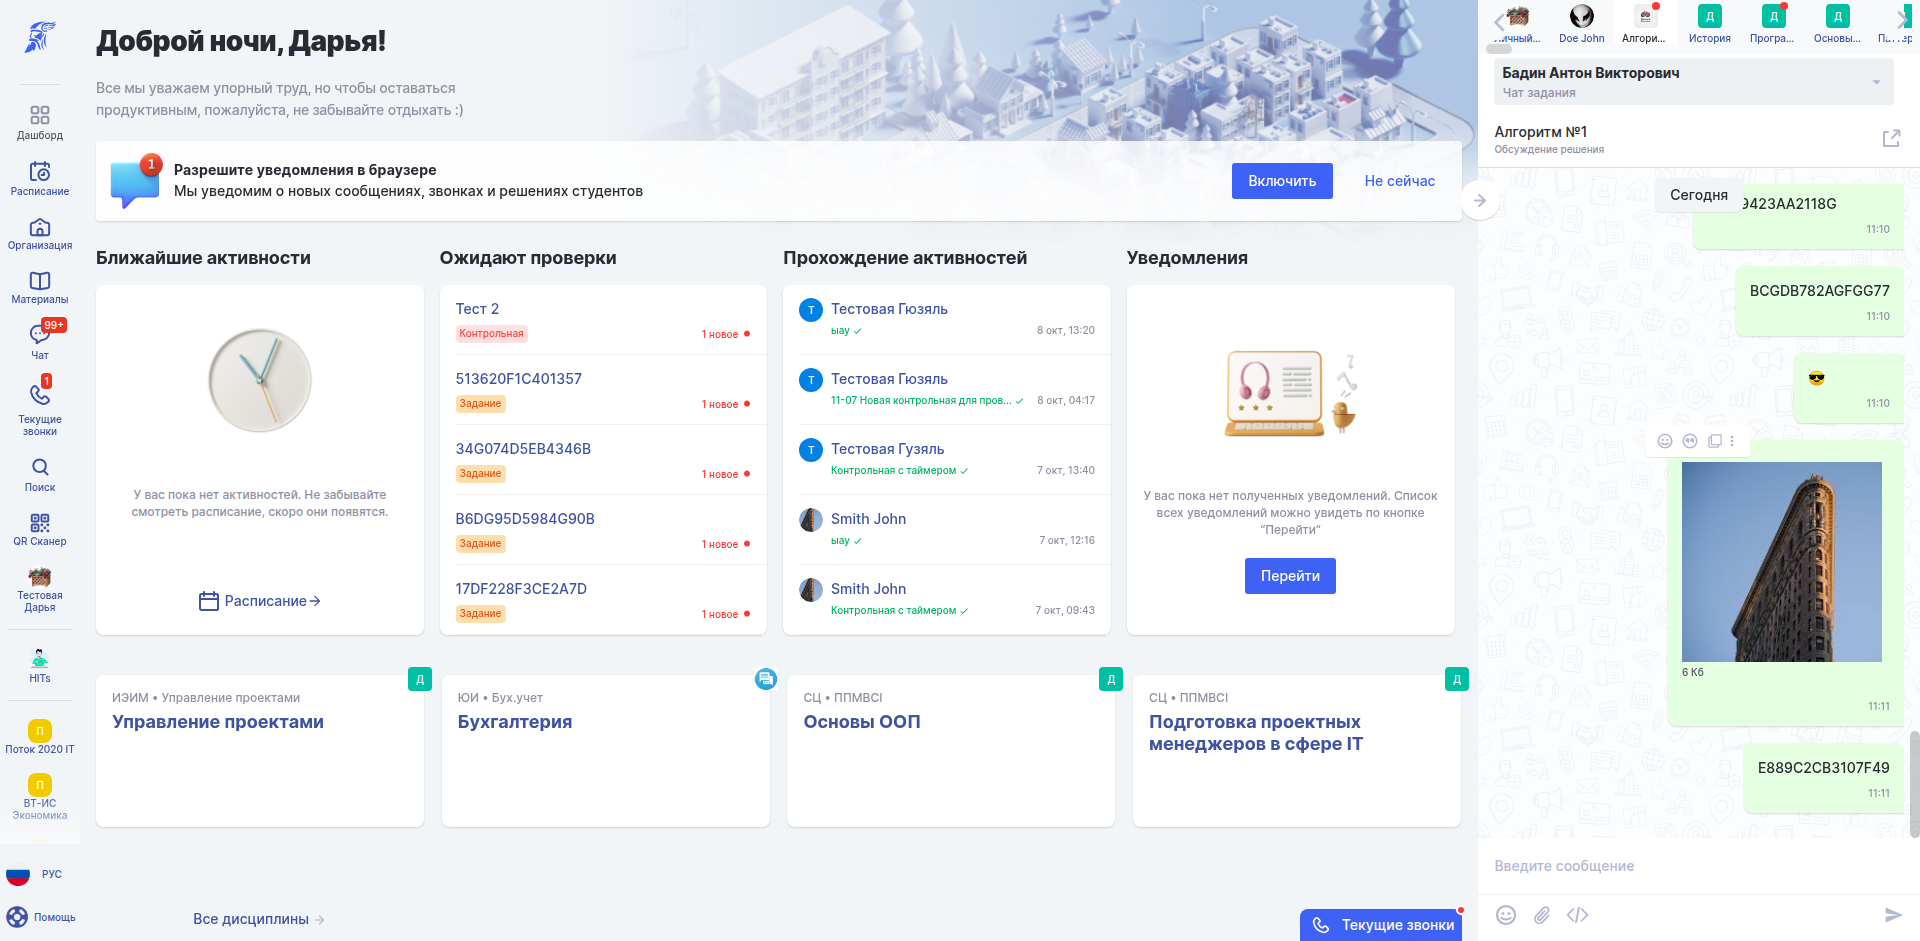 Дашборд
Расписание
Организация
Материалы
99+
Чат
1
Текущие
звонки
Поиск
QR Сканер
Тестовая
Дарья
HITs
П
Поток 2020 IT
П
ВТ-ИС
Экономика
РУС
Помощь
Доброй ночи, Дарья!
Все мы уважаем упорный труд, но чтобы оставаться
продуктивным, пожалуйста, не забывайте отдыхать :)
1
Разрешите уведомления в браузере
Мы уведомим о новых сообщениях, звонках и решениях студентов
Включить
Не сейчас
Ближайшие активности
У вас пока нет активностей. Не забывайте
смотреть расписание, скоро они появятся.
Расписание
Ожидают проверки
Тест 2
Контрольная
1 новое
513620F1C401357
Задание
1 новое
34G074D5EB4346B
Задание
1 новое
B6DG95D5984G90B
Задание
1 новое
17DF228F3CE2A7D
Задание
1 новое
Прохождение активностей
Т
Тестовая Гюзяль
ыау
8 окт, 13:20
Т
Тестовая Гюзяль
11-07 Новая контрольная для пров...
8 окт, 04:17
Т
Тестовая Гузяль
Контрольная с таймером
7 окт, 13:40
Smith John
ыау
7 окт, 12:16
Smith John
Контрольная с таймером
7 окт, 09:43
Уведомления
У вас пока нет полученных уведомлений. Список
всех уведомлений можно увидеть по кнопке
“Перейти”
Перейти
Д
ИЭИМ • Управление проектами
Управление проектами
ЮИ • Бух.учет
Бухгалтерия
Д
СЦ • ППМВСІ
Основы ООП
Д
СЦ • ППМВСІ
Подготовка проектных
менеджеров в сфере IT
Все дисциплины
Текущие звонки
Doe John
Алгори...
Д
История
Д
Програ...
Д
Основы...
Бадин Антон Викторович
Чат задания
Алгоритм №1
Обсуждение решения
Сегодня
9423AA2118G
11:10
BCGDB782AGFGG77
11:10
😎
11:10
6 Кб
11:11
E889C2CB3107F49
11:11
Введите сообщение